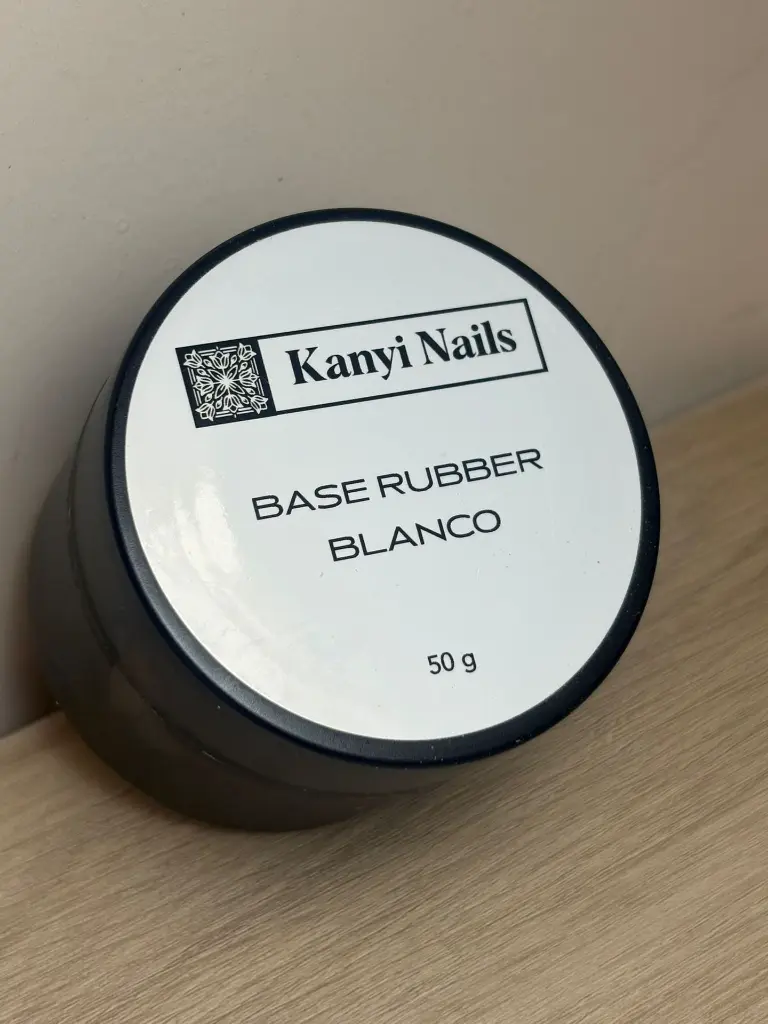 Kanyi Nails
BASE RUBBER
BLANCO
50 g